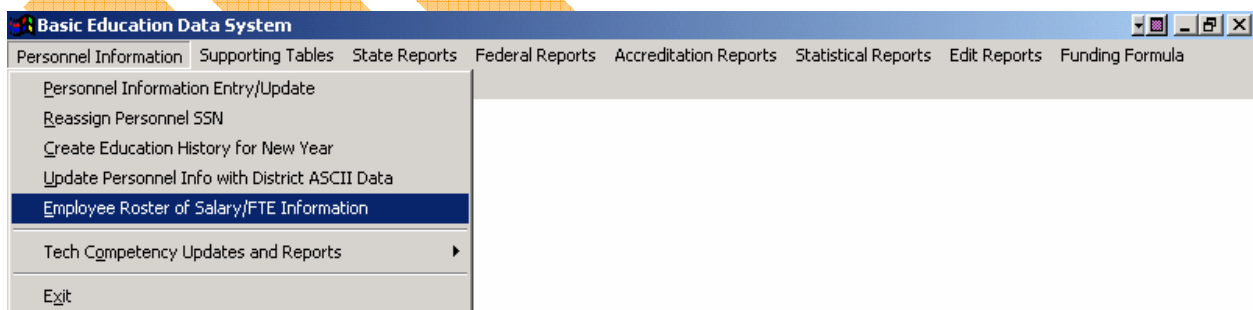 Basic Education Data System
Personnel Information Supporting Tables State Reports Federal Reports Accreditation Reports Statistical Reports Edit Reports Funding Formula
Personnel Information Entry/Update
Reassign Personnel SSN
Create Education History for New Year
Update Personnel Info with District ASCII Data
Employee Roster of Salary/FTE Information
Tech Competency Updates and Reports
Exit